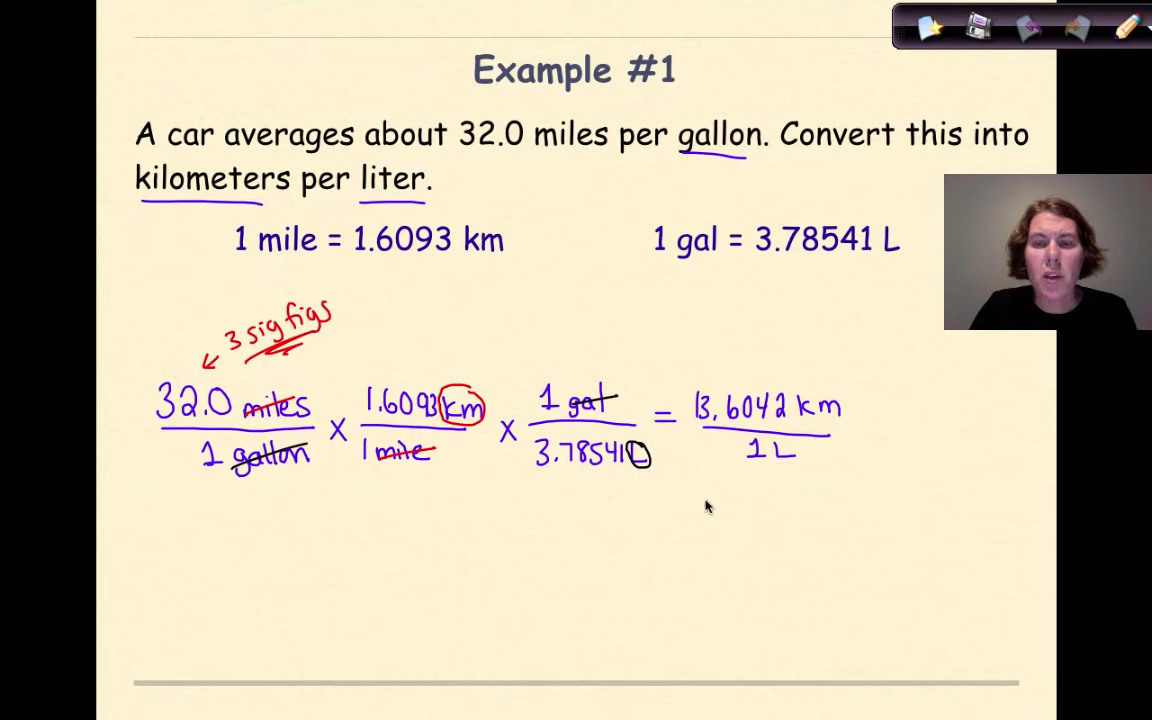 Example #1
A car averages about 32.0 miles per gallon. Convert this into
kilometers per liter.
1 mile = 1.6093 km 1 gal = 3.78541 L
3 sig figs
32.0 miles × 1.6093 km × 1 gal = 13.6042 km
1 gallon 1 mile 3.78541 L 1 L